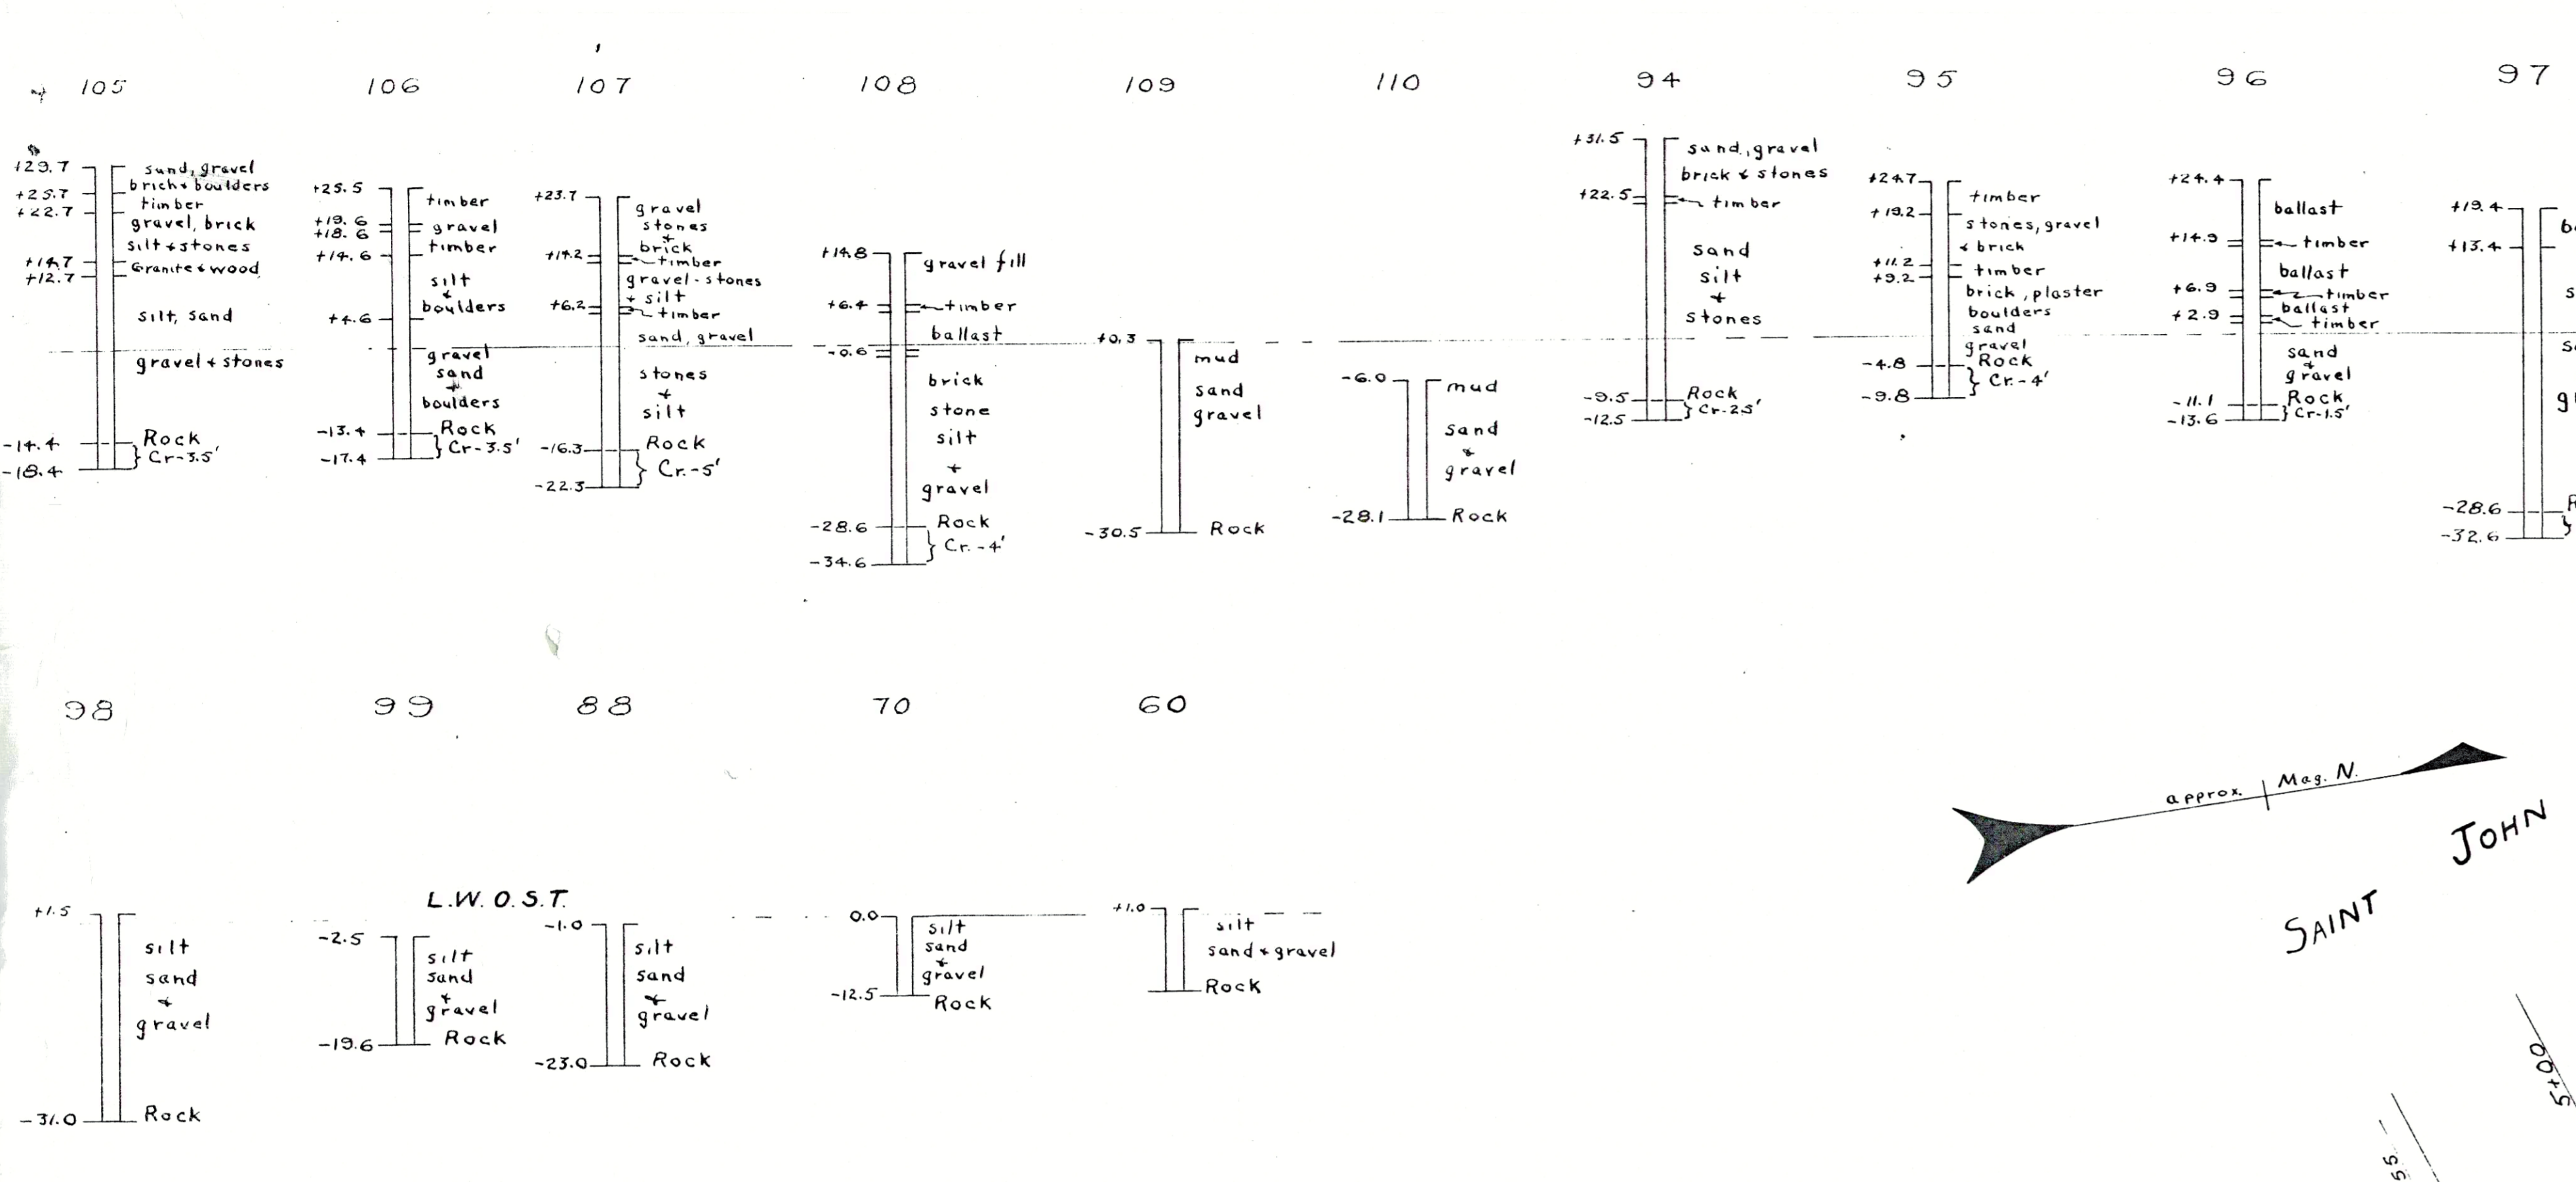 105
+29.7
+25.7
+22.7
+14.7
+12.7
-14.4
-18.4
sand, gravel
brick & boulders
timber
gravel, brick
silt & stones
Granite & wood
silt, sand
gravel & stones
Rock
Cr-3.5'
106
+25.5
+19.6
+18.6
+14.6
+4.6
-13.4
-17.4
timber
gravel
timber
silt
&
boulders
gravel
sand
&
boulders
Rock
Cr-3.5'
107
+23.7
+14.2
+6.2
-16.3
-22.3
gravel
stones
&
brick
timber
gravel-stones
& silt
timber
sand, gravel
stones
&
silt
Rock
Cr.-5'
108
+14.8
+6.4
-0.6
-28.6
-34.6
gravel fill
timber
ballast
brick
stone
silt
&
gravel
Rock
Cr.-4'
109
+0.3
-30.5
mud
sand
gravel
Rock
110
-6.0
-28.1
mud
sand
&
gravel
Rock
94
+31.5
+22.5
-9.5
-12.5
sand, gravel
brick & stones
timber
sand
silt
&
stones
Rock
Cr-2.5'
95
+24.7
+19.2
+11.2
+9.2
-4.8
-9.8
timber
stones, gravel
& brick
timber
brick, plaster
boulders
sand
gravel
Rock
Cr.-4'
96
+24.4
+14.9
+6.9
+2.9
-11.1
-13.6
ballast
timber
ballast
timber
ballast
timber
sand
&
gravel
Rock
Cr-1.5'
97
+19.4
+13.4
-28.6
-32.6
98
+1.5
-31.0
silt
sand
&
gravel
Rock
99
L.W.O.S.T.
-2.5
-19.6
silt
sand
&
gravel
Rock
88
-1.0
-23.0
silt
sand
&
gravel
Rock
70
0.0
-12.5
silt
sand
&
gravel
Rock
60
+1.0
silt
sand & gravel
Rock
approx. Mag. N.
SAINT JOHN
5+00
55